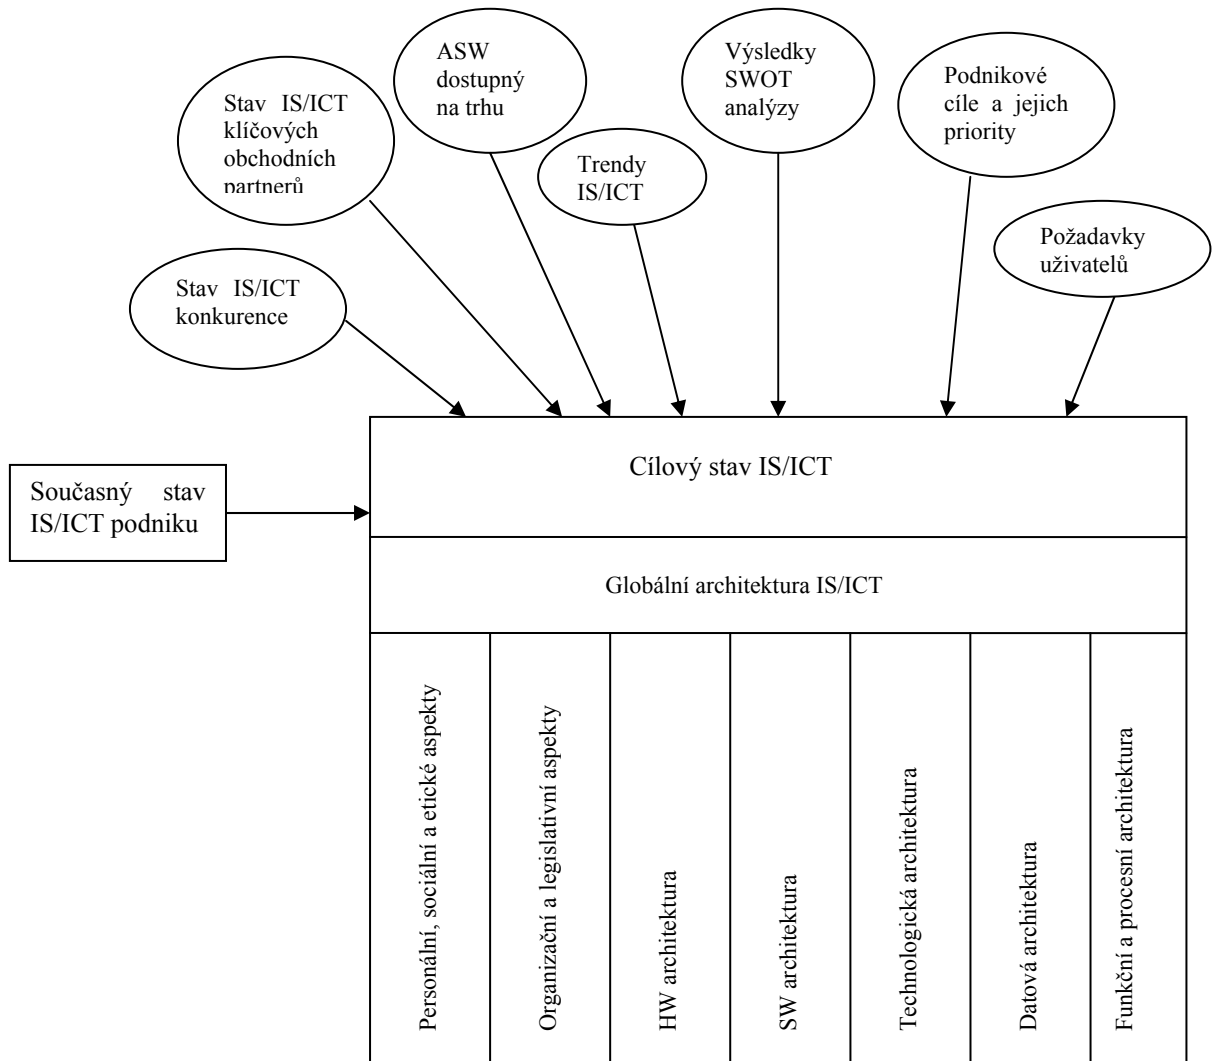 ASW
dostupný
na trhu
Výsledky
SWOT
analýzy
Podnikové
cíle a jejich
priority
Stav IS/ICT
klíčových
obchodních
partnerů
Trendy
IS/ICT
Požadavky
uživatelů
Stav IS/ICT
konkurence
Cílový stav IS/ICT
Současný stav
IS/ICT podniku
Globální architektura IS/ICT
Personální, sociální a etické aspekty
Organizační a legislativní aspekty
HW architektura
SW architektura
Technologická architektura
Datová architektura
Funkční a procesní architektura